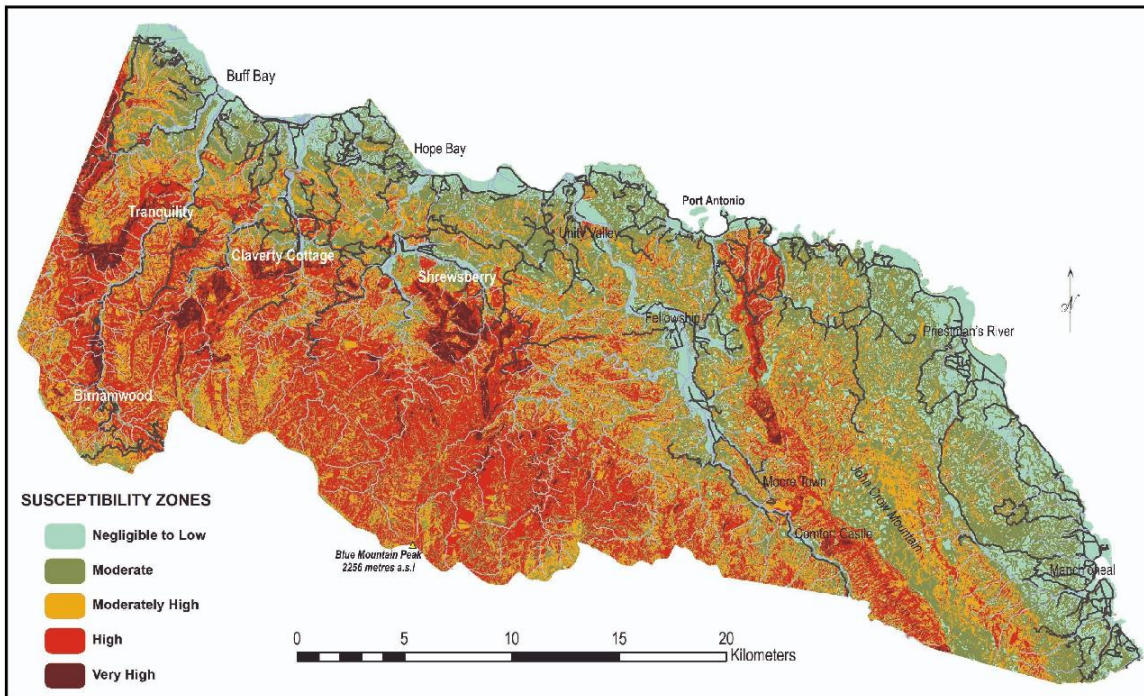 Buff Bay
Hope Bay
Port Antonio
Tranquility
Unity Valley
Claverty Cottage
Shrewsberry
N
Fellowship
Priestman's River
Birnamwood
Moore Town
John Crow Mountain
SUSCEPTIBILITY ZONES
Comfort Castle
Negligible to Low
Blue Mountain Peak
2256 metres a.s.l
Manchioneal
Moderate
Moderately High
High
0 5 10 15 20
Kilometers
Very High